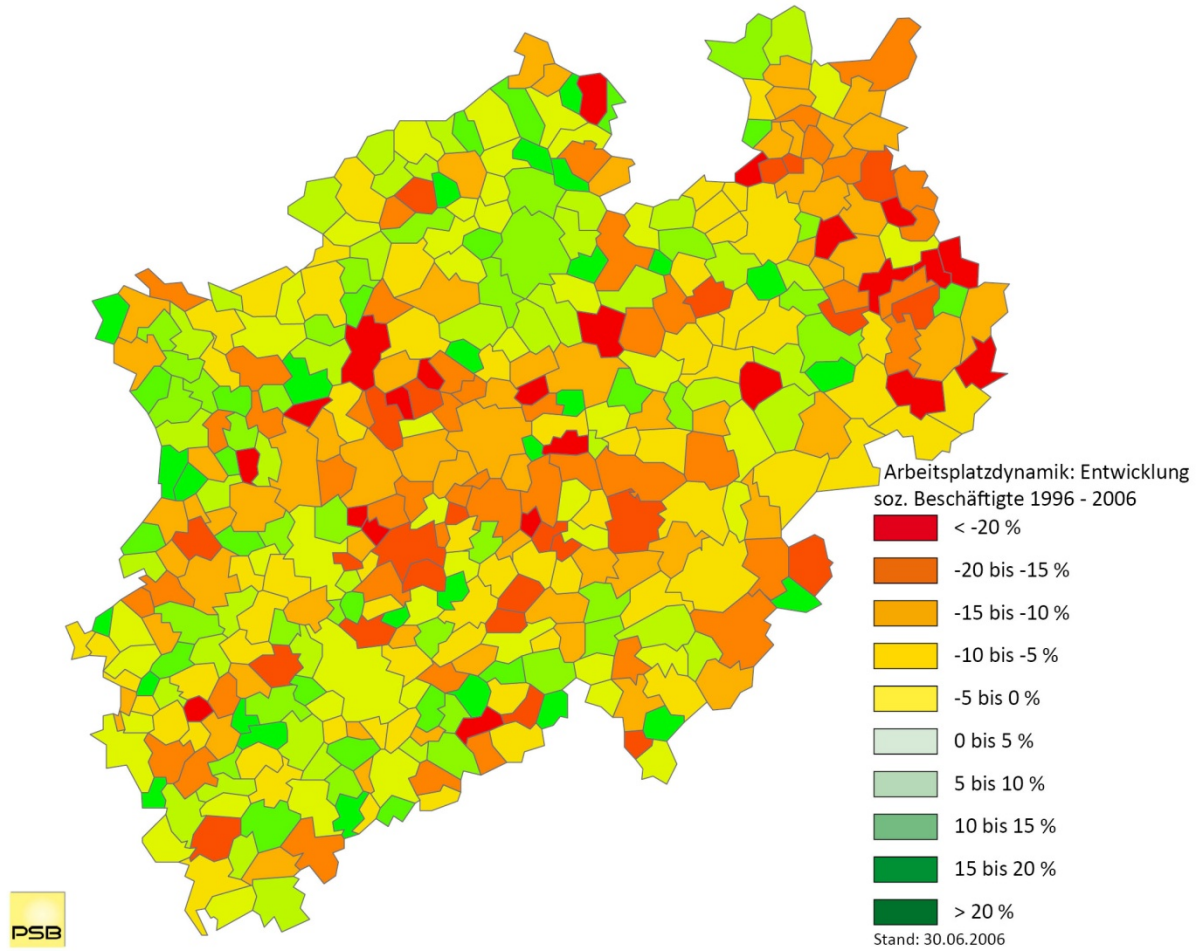 Arbeitsplatzdynamik: Entwicklung
soz. Beschäftigte 1996 - 2006
< -20 %
-20 bis -15 %
-15 bis -10 %
-10 bis -5 %
-5 bis 0 %
0 bis 5 %
5 bis 10 %
10 bis 15 %
15 bis 20 %
> 20 %
Stand: 30.06.2006
PSB